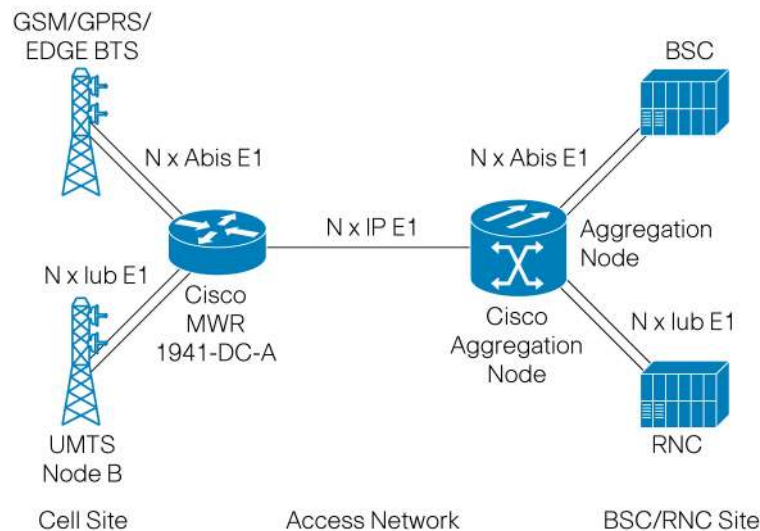 GSM/GPRS/
EDGE BTS
BSC
N x Abis E1
N x Abis E1
N x IP E1
Aggregation
Node
N x Iub E1
Cisco
MWR
1941-DC-A
Cisco
Aggregation
Node
N x Iub E1
UMTS
Node B
RNC
Cell Site
Access Network
BSC/RNC Site